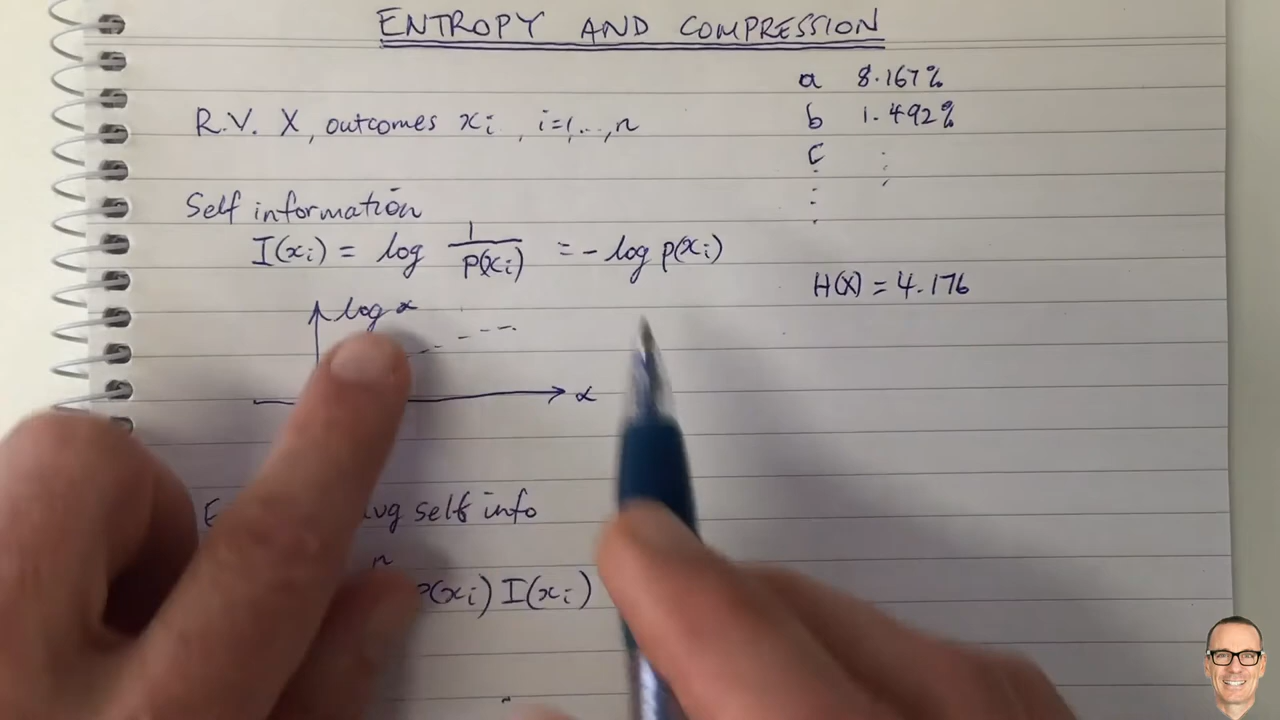 ENTROPY AND COMPRESSION
R.V. X, outcomes xi, i=1,...,n
Self information
I(xi) = log 1/P(xi) = - log p(xi)
log α
α
avg self info
n
P(xi) I(xi)
a 8.167%
b 1.492%
c :
:
H(X) = 4.176